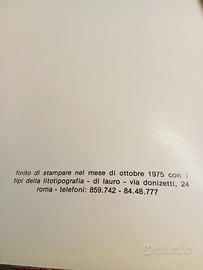 finito di stampare nel mese di ottobre 1975 con i
tipi della litotipografia - di lauro - via donizetti, 24
roma - telefoni: 859.742 - 84.48.777
subito